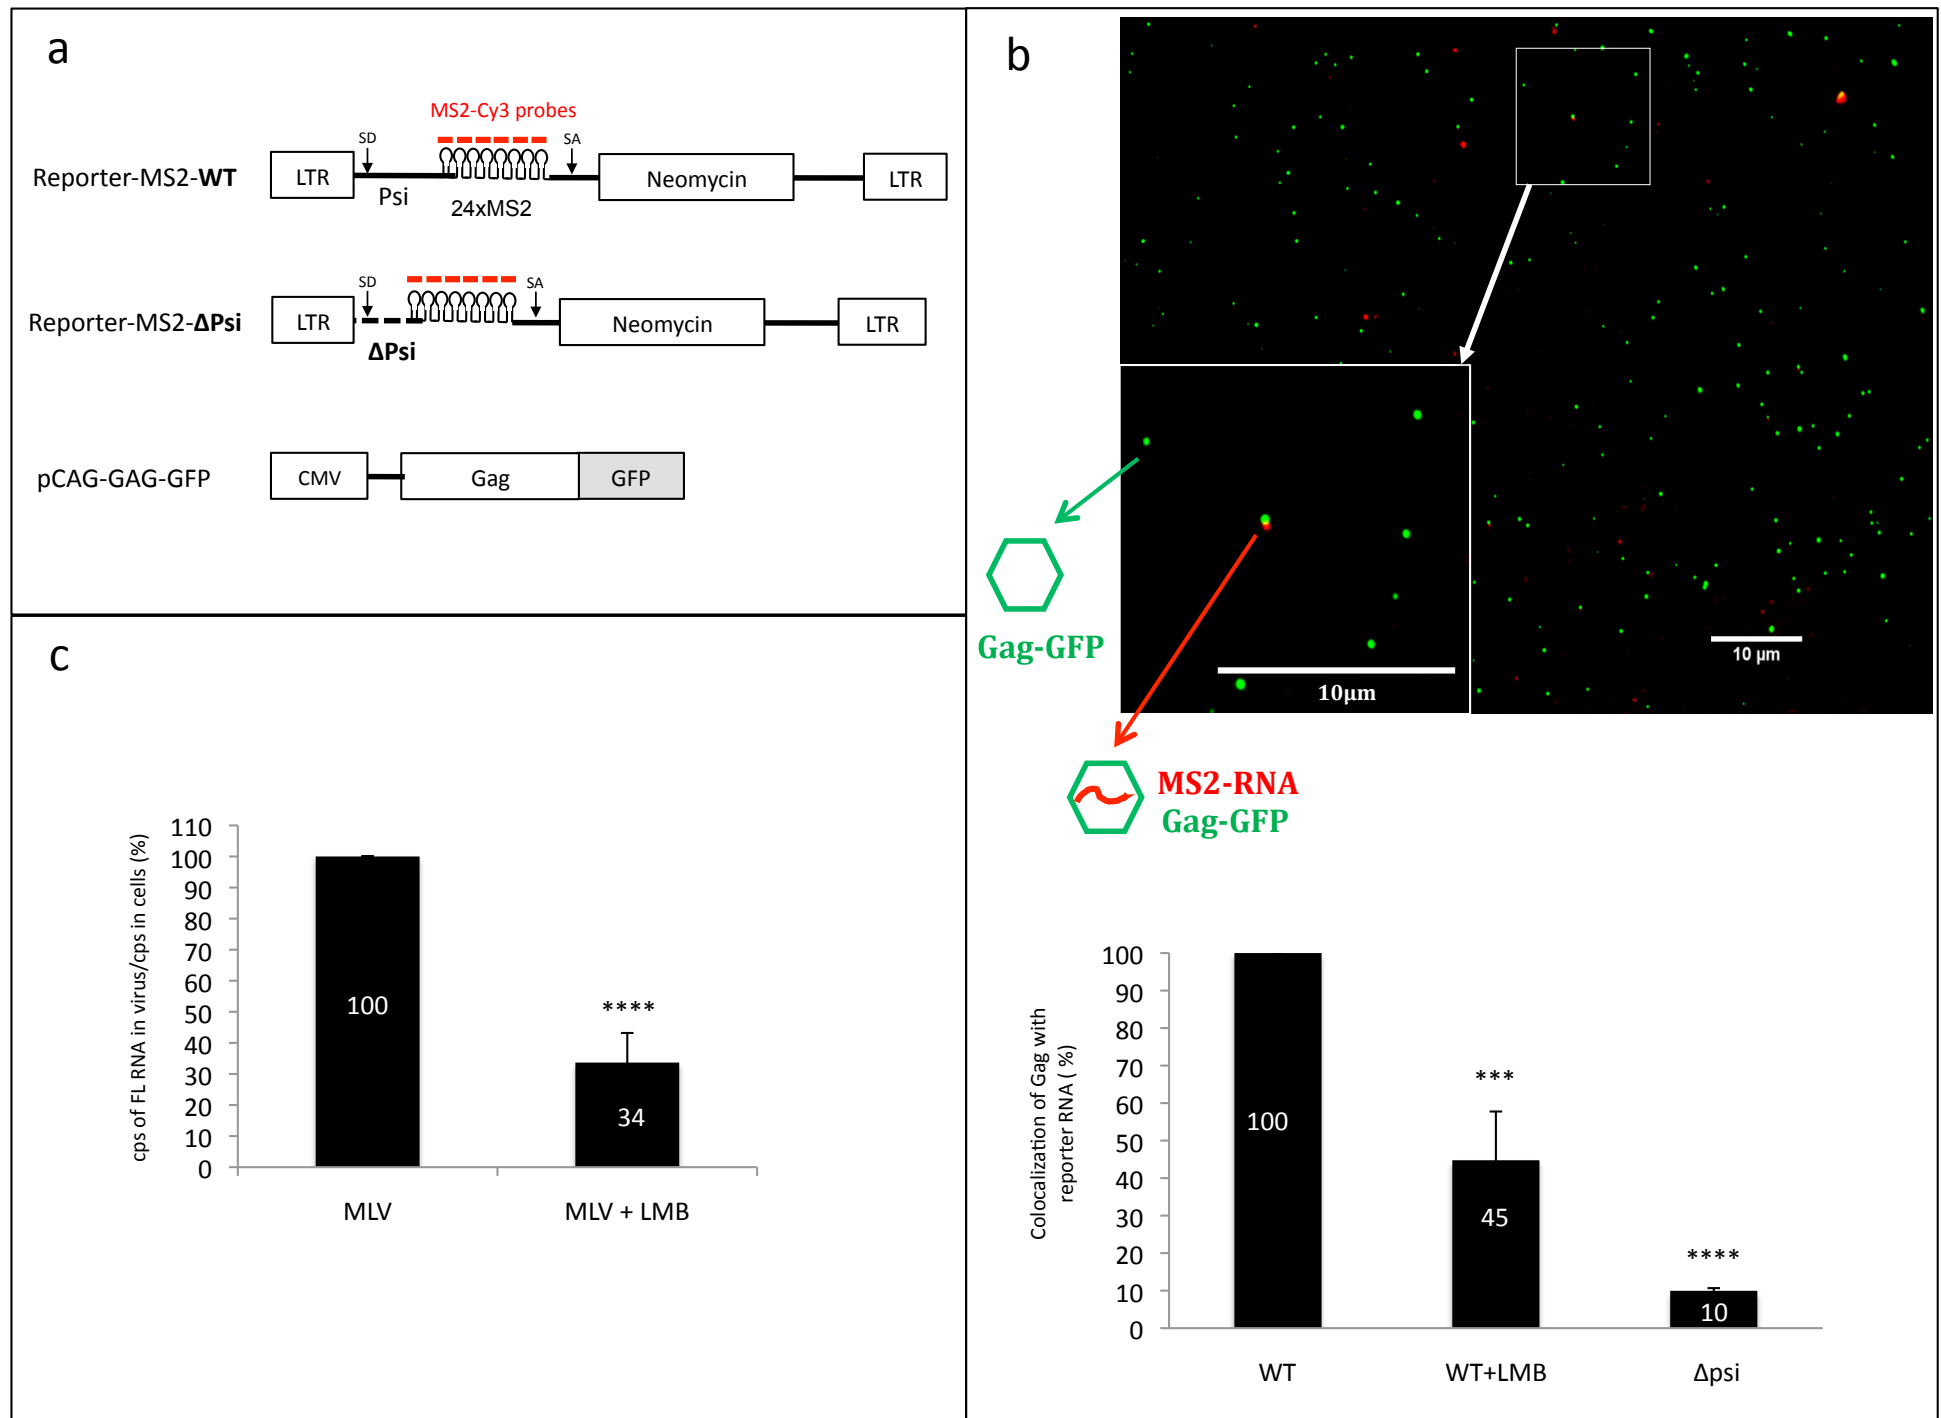 a
MS2-Cy3 probes
SD
SA
Reporter-MS2-WT
LTR
Psi
24xMS2
Neomycin
LTR
SD
SA
Reporter-MS2-ΔPsi
LTR
ΔPsi
Neomycin
LTR
pCAG-GAG-GFP
CMV
Gag
GFP
b
10 µm
10µm
Gag-GFP
MS2-RNA
Gag-GFP
Colocalization of Gag with
reporter RNA ( %)
100
90
80
70
60
50
40
30
20
10
0
100
***
45
****
10
WT
WT+LMB
Δpsi
c
cps of FL RNA in virus/cps in cells (%)
110
100
90
80
70
60
50
40
30
20
10
0
100
****
34
MLV
MLV + LMB